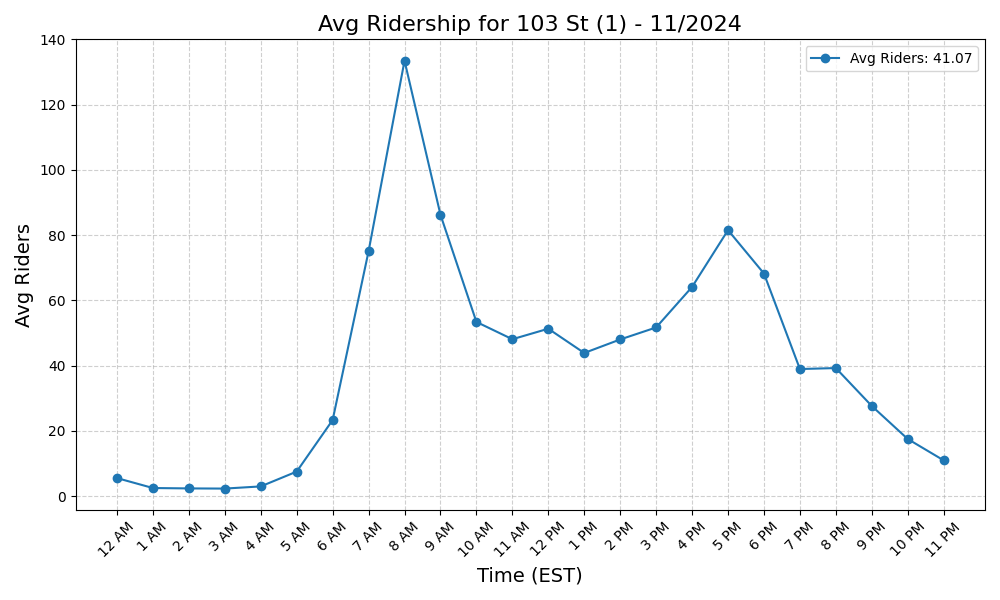 Avg Ridership for 103 St (1) - 11/2024
Avg Riders: 41.07
Avg Riders
140
120
100
80
60
40
20
0
12 AM
1 AM
2 AM
3 AM
4 AM
5 AM
6 AM
7 AM
8 AM
9 AM
10 AM
11 AM
12 PM
1 PM
2 PM
3 PM
4 PM
5 PM
6 PM
7 PM
8 PM
9 PM
10 PM
11 PM
Time (EST)